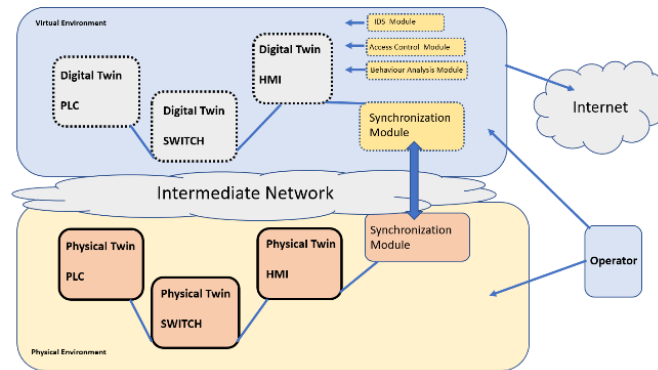 Virtual Environment
IDS Module
Access Control Module
Behaviour Analysis Module
Digital Twin
HMI
Digital Twin
PLC
Digital Twin
SWITCH
Synchronization
Module
Internet
Intermediate Network
Physical Twin
PLC
Physical Twin
SWITCH
Physical Twin
HMI
Synchronization
Module
Operator
Physical Environment